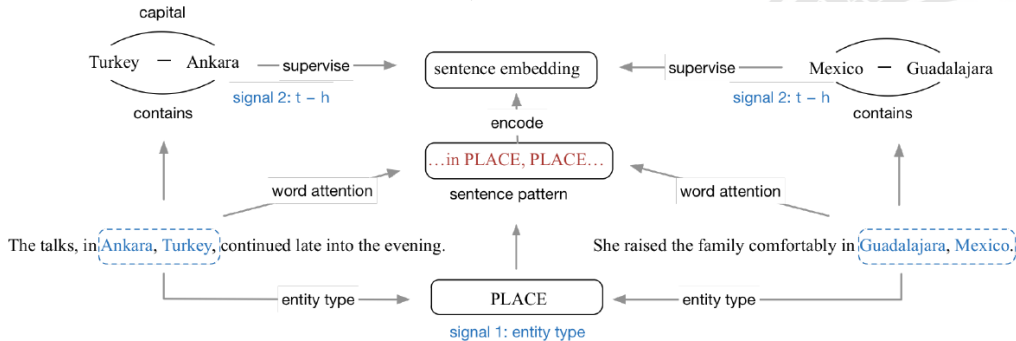 capital
Turkey — Ankara
supervise
sentence embedding
supervise
Mexico — Guadalajara
signal 2: t – h
signal 2: t – h
contains
encode
contains
…in PLACE, PLACE…
word attention
sentence pattern
word attention
The talks, in Ankara, Turkey, continued late into the evening.
She raised the family comfortably in Guadalajara, Mexico.
entity type
PLACE
entity type
signal 1: entity type